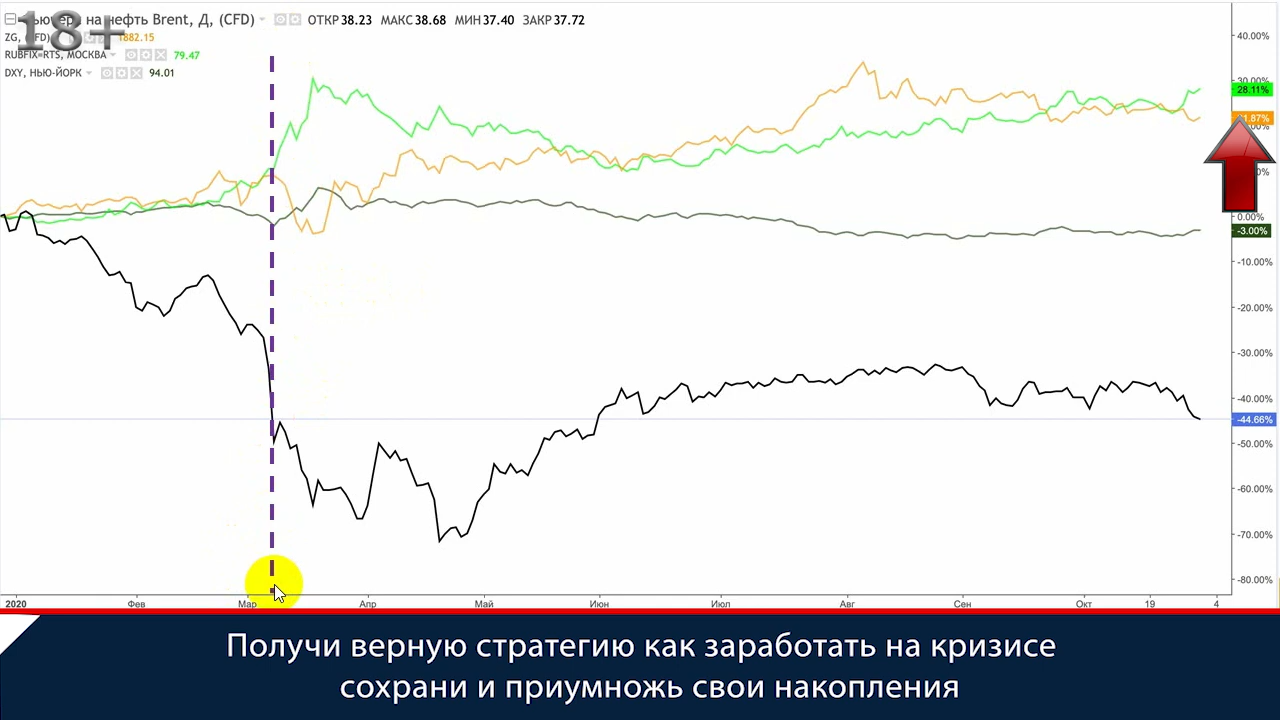 на нефть Brent, Д, (CFD) ОТКР 38.23 МАКС 38.68 МИН 37.40 ЗАКР 37.72
18+
ZG, 1882.15
RUBFIX=RTS, МОСКВА 79.47
DXY, НЬЮ-ЙОРК 94.01
40.00%
30.00%
28.11%
0.00%
-3.00%
-10.00%
-20.00%
-30.00%
-40.00%
-44.66%
-50.00%
-60.00%
-70.00%
-80.00%
2020 Фев Мар Апр Май Июн Июл Авг Сен Окт 19 4
Получи верную стратегию как заработать на кризисе
сохрани и приумножь свои накопления